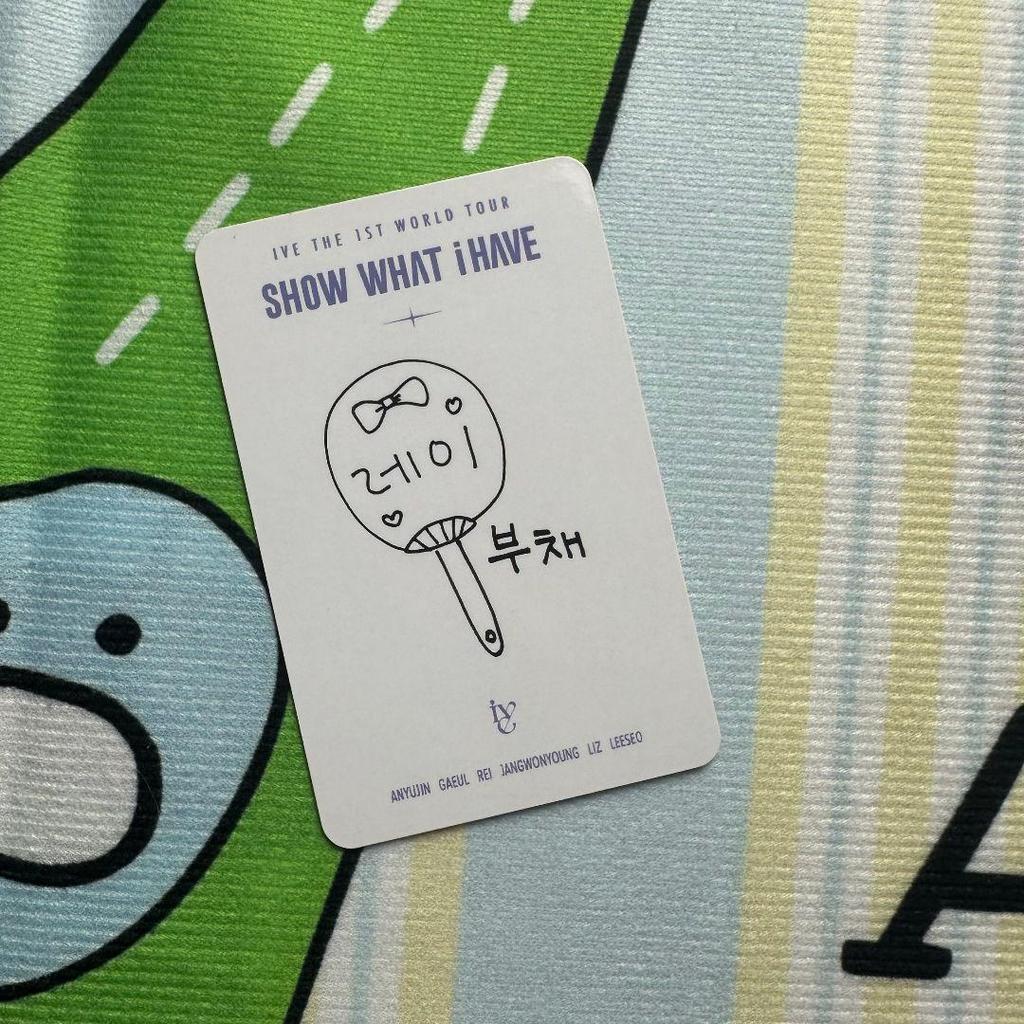 IVE THE 1ST WORLD TOUR
SHOW WHAT i HAVE
레이
부채
ive
ANYUJIN GAEUL REI JANGWONYOUNG LIZ LEESEO
A